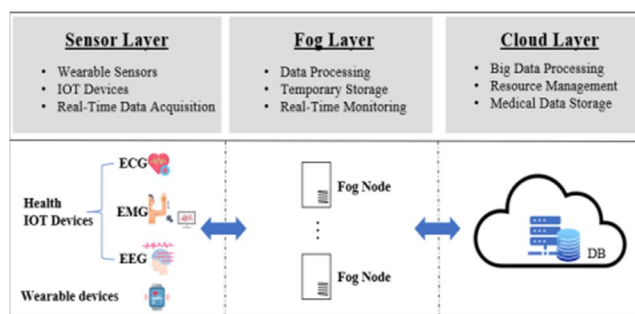 Sensor Layer
• Wearable Sensors
• IOT Devices
• Real-Time Data Acquisition
Fog Layer
• Data Processing
• Temporary Storage
• Real-Time Monitoring
Cloud Layer
• Big Data Processing
• Resource Management
• Medical Data Storage
Health
IOT Devices
ECG
EMG
EEG
Wearable devices
Fog Node
Fog Node
DB